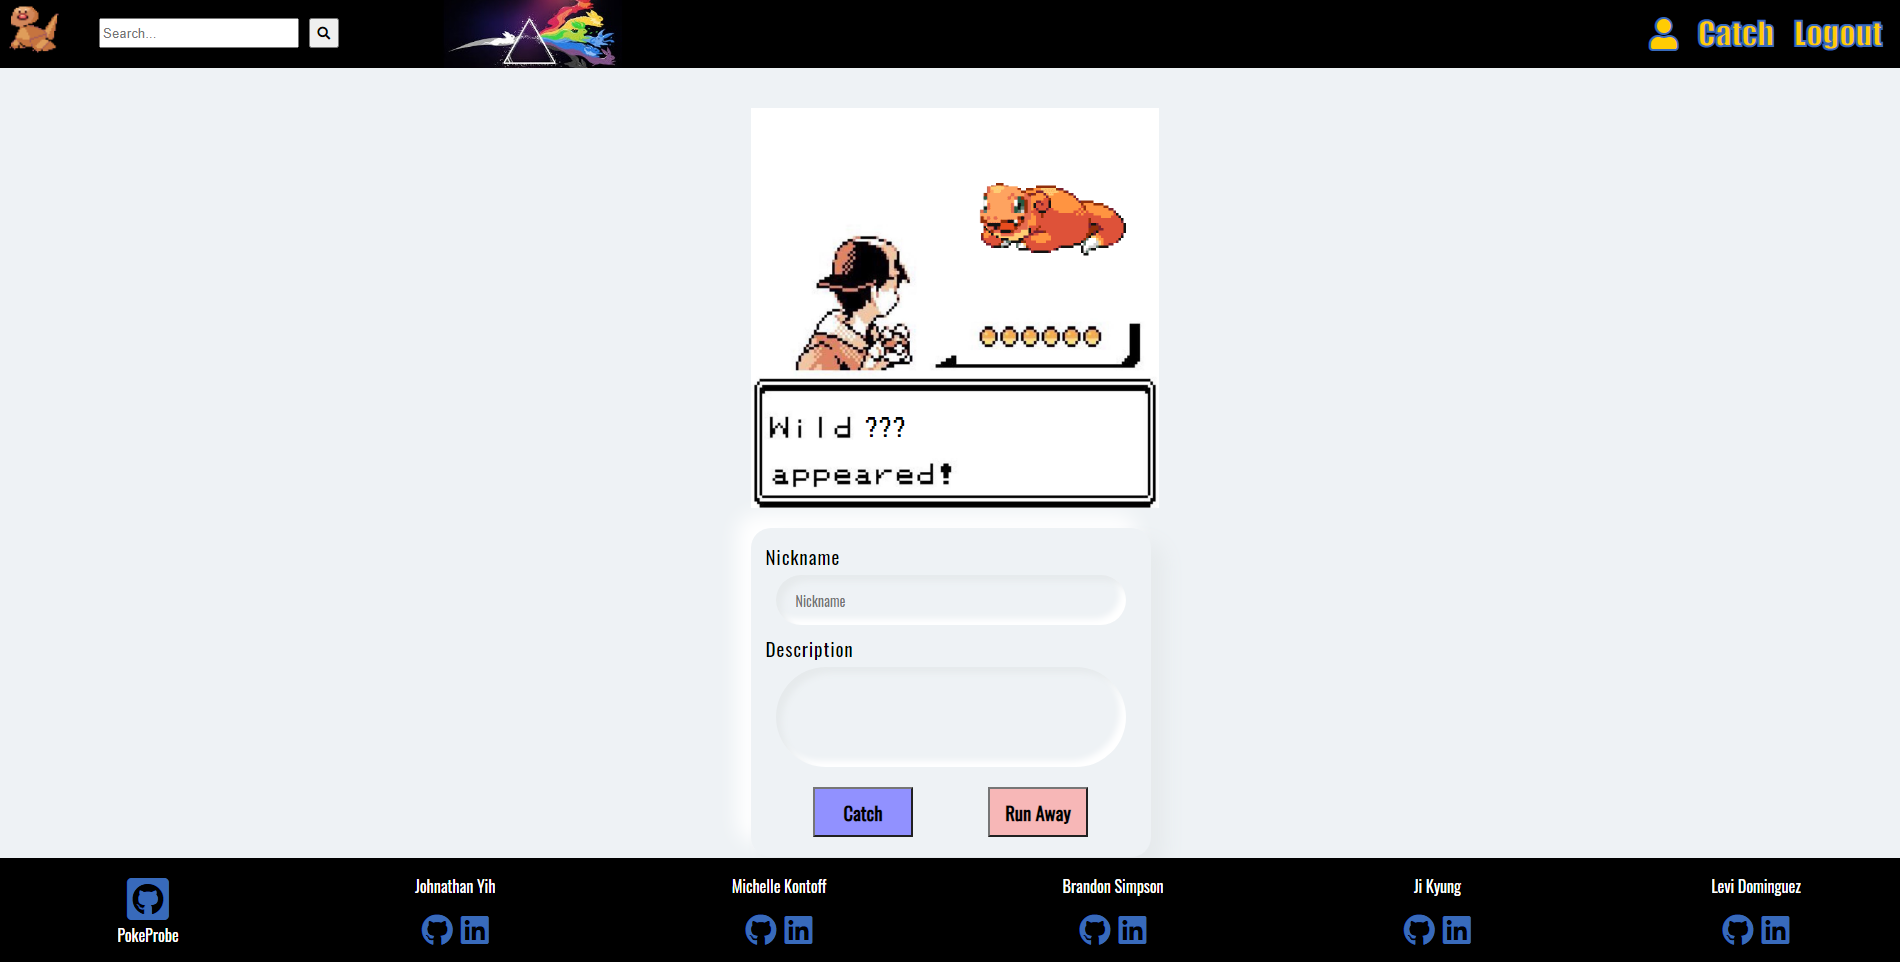 Search...
Catch
Logout
Wild ???
appeared!
Nickname
Nickname
Description
Catch
Run Away
PokeProbe
Johnathan Yih
Michelle Kontoff
Brandon Simpson
Ji Kyung
Levi Dominguez